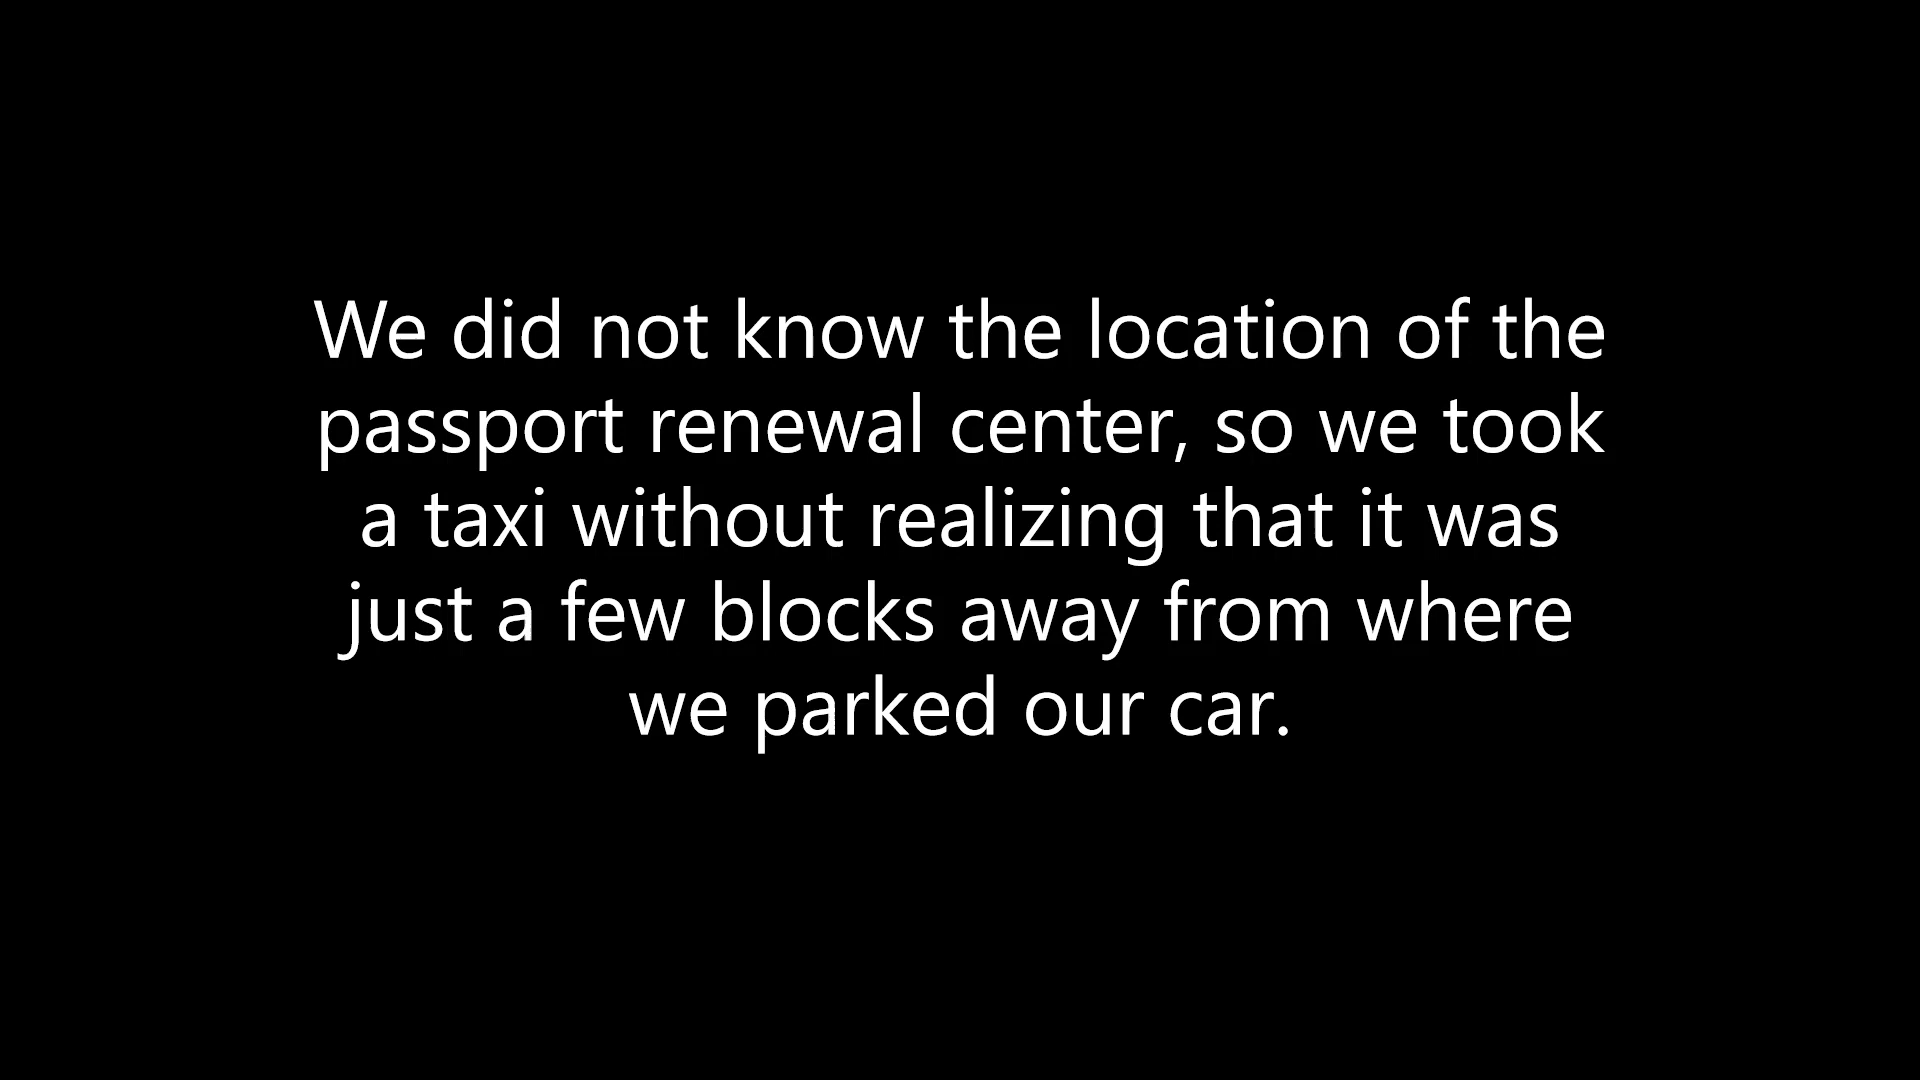 We did not know the location of the
passport renewal center, so we took
a taxi without realizing that it was
just a few blocks away from where
we parked our car.